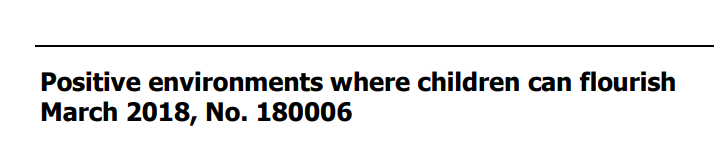 Positive environments where children can flourish
March 2018, No. 180006